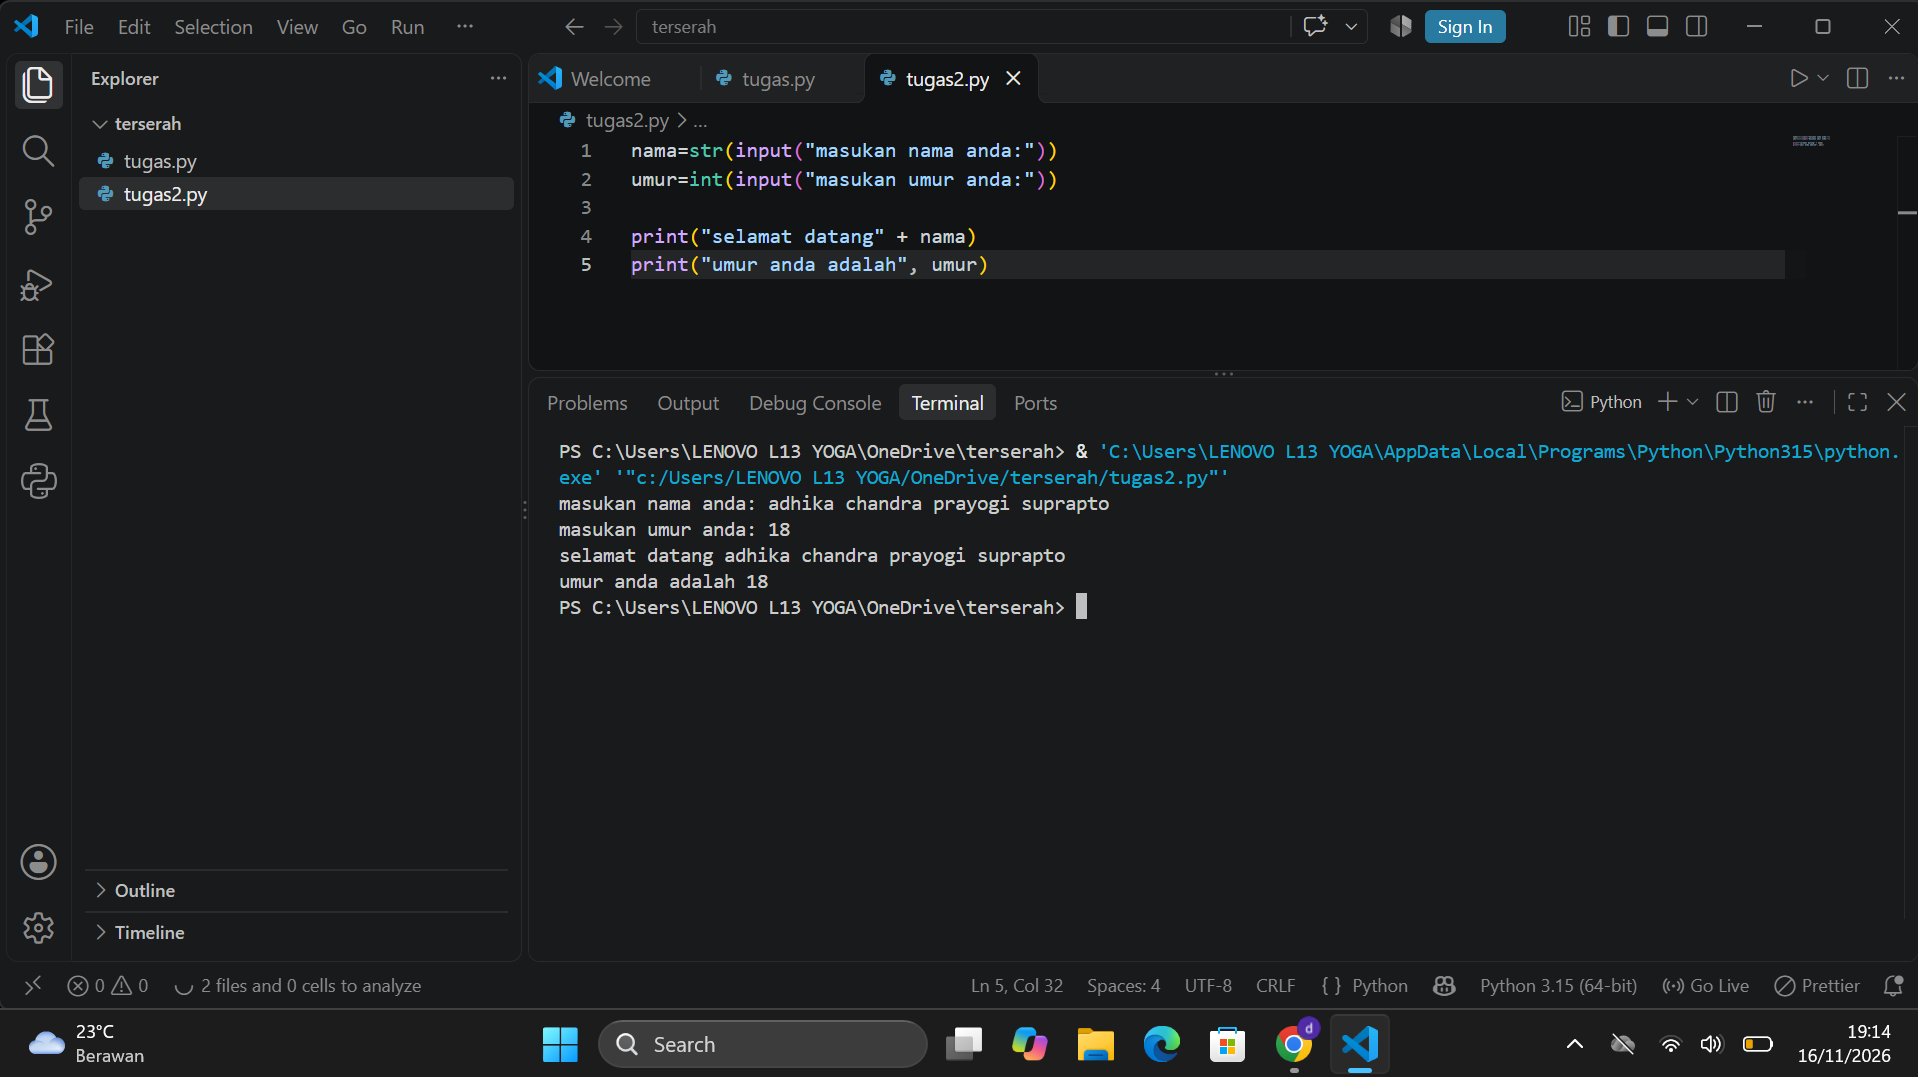 File Edit Selection View Go Run ...
terserah
Sign In
Explorer
Welcome
tugas.py
tugas2.py
terserah
tugas.py
tugas2.py
tugas2.py > ...
1 nama=str(input("masukan nama anda:"))
2 umur=int(input("masukan umur anda:"))
3
4 print("selamat datang" + nama)
5 print("umur anda adalah", umur)
Problems Output Debug Console Terminal Ports
Python
PS C:\Users\LENOVO L13 YOGA\OneDrive\terserah> & 'C:\Users\LENOVO L13 YOGA\AppData\Local\Programs\Python\Python315\python.
exe' '"c:/Users/LENOVO L13 YOGA/OneDrive/terserah/tugas2.py"'
masukan nama anda: adhika chandra prayogi suprapto
masukan umur anda: 18
selamat datang adhika chandra prayogi suprapto
umur anda adalah 18
PS C:\Users\LENOVO L13 YOGA\OneDrive\terserah>
Outline
Timeline
0 0 2 files and 0 cells to analyze
Ln 5, Col 32 Spaces: 4 UTF-8 CRLF { } Python Python 3.15 (64-bit) Go Live Prettier
23°C
Berawan
Search
d
19:14
16/11/2026